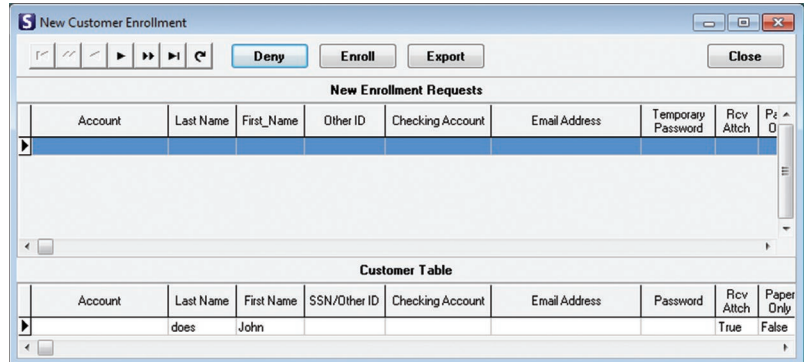 S New Customer Enrollment
Deny Enroll Export Close
New Enrollment Requests
Account Last Name First_Name Other ID Checking Account Email Address Temporary Password Rcv Attch
Customer Table
Account Last Name First Name SSN/Other ID Checking Account Email Address Password Rcv Attch Paper Only
does John True False